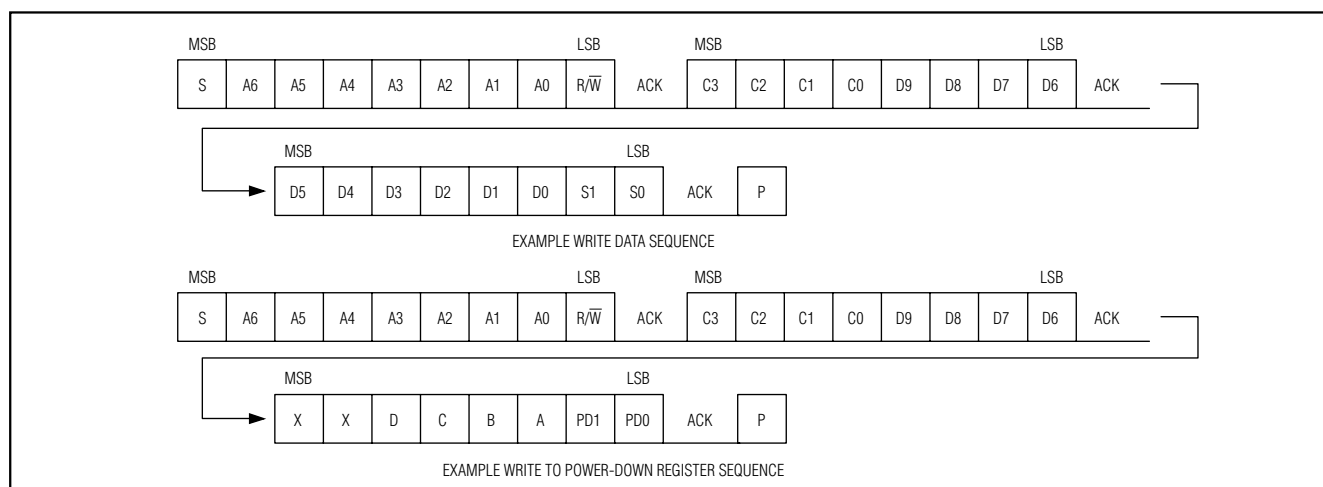 MSB LSB MSB LSB
S A6 A5 A4 A3 A2 A1 A0 R/W̅ ACK C3 C2 C1 C0 D9 D8 D7 D6 ACK
MSB LSB
D5 D4 D3 D2 D1 D0 S1 S0 ACK P
EXAMPLE WRITE DATA SEQUENCE
MSB LSB MSB LSB
S A6 A5 A4 A3 A2 A1 A0 R/W̅ ACK C3 C2 C1 C0 D9 D8 D7 D6 ACK
MSB LSB
X X D C B A PD1 PD0 ACK P
EXAMPLE WRITE TO POWER-DOWN REGISTER SEQUENCE